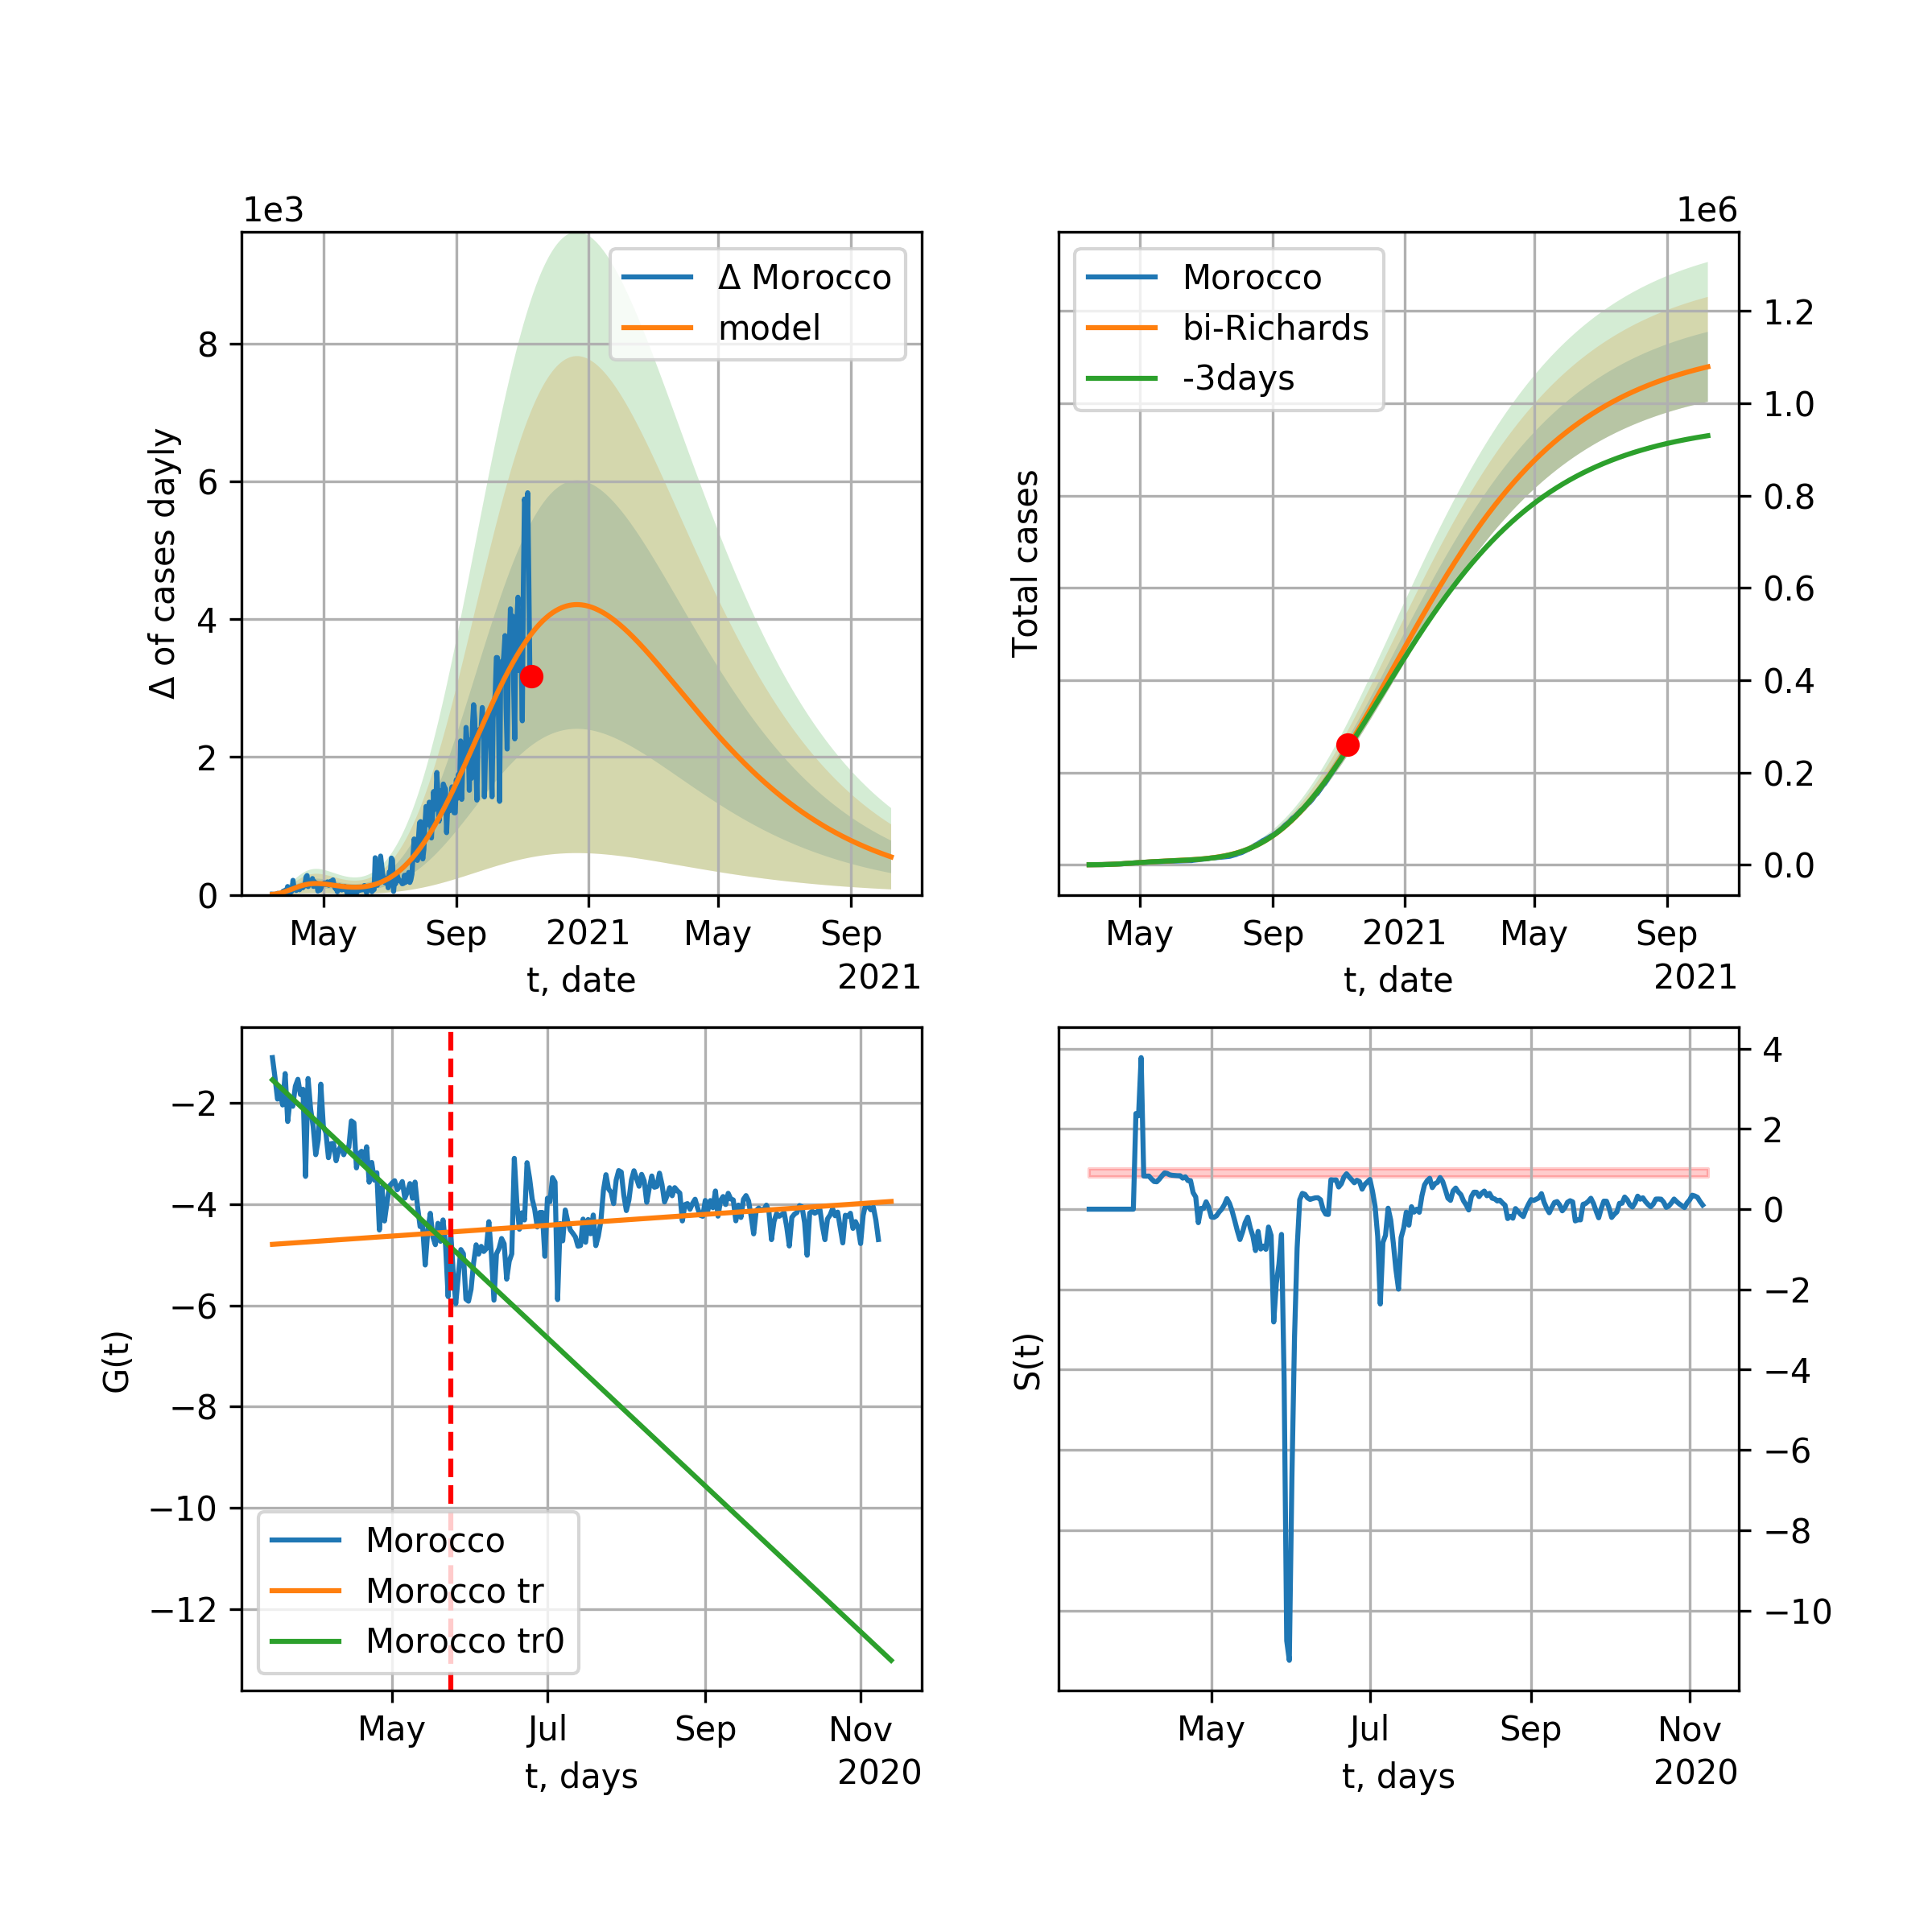 1e3
Δ of cases dayly
8
6
4
2
0
Δ Morocco
model
May Sep 2021 May Sep
t, date
2021
1e6
Total cases
Morocco
bi-Richards
-3days
1.2
1.0
0.8
0.6
0.4
0.2
0.0
May Sep 2021 May Sep
t, date
2021
G(t)
−2
−4
−6
−8
−10
−12
Morocco
Morocco tr
Morocco tr0
May Jul Sep Nov
t, days
2020
S(t)
4
2
0
−2
−4
−6
−8
−10
May Jul Sep Nov
t, days
2020